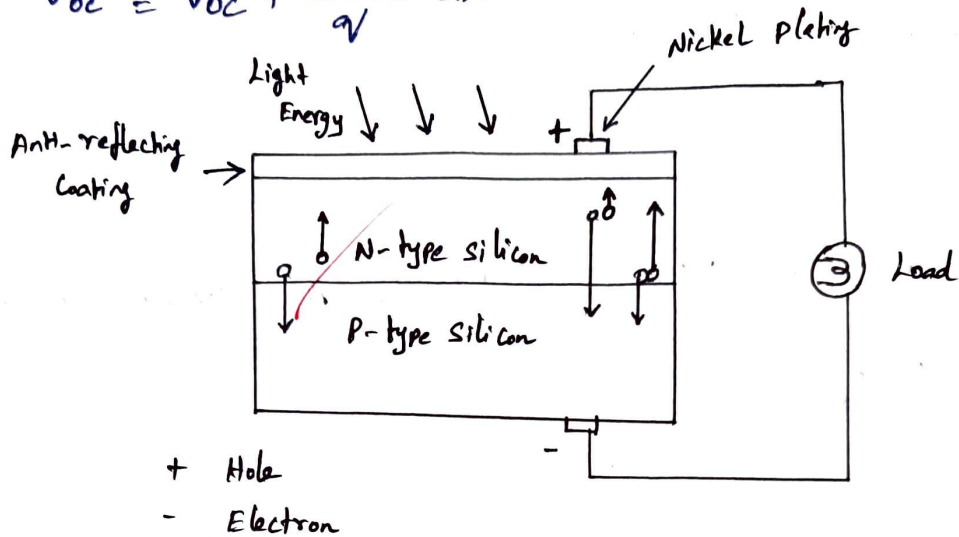 q
Nickel plating
Light
Energy
+
Anti-reflecting
Coating
N-type silicon
Load
P-type silicon
-
+ Hole
- Electron